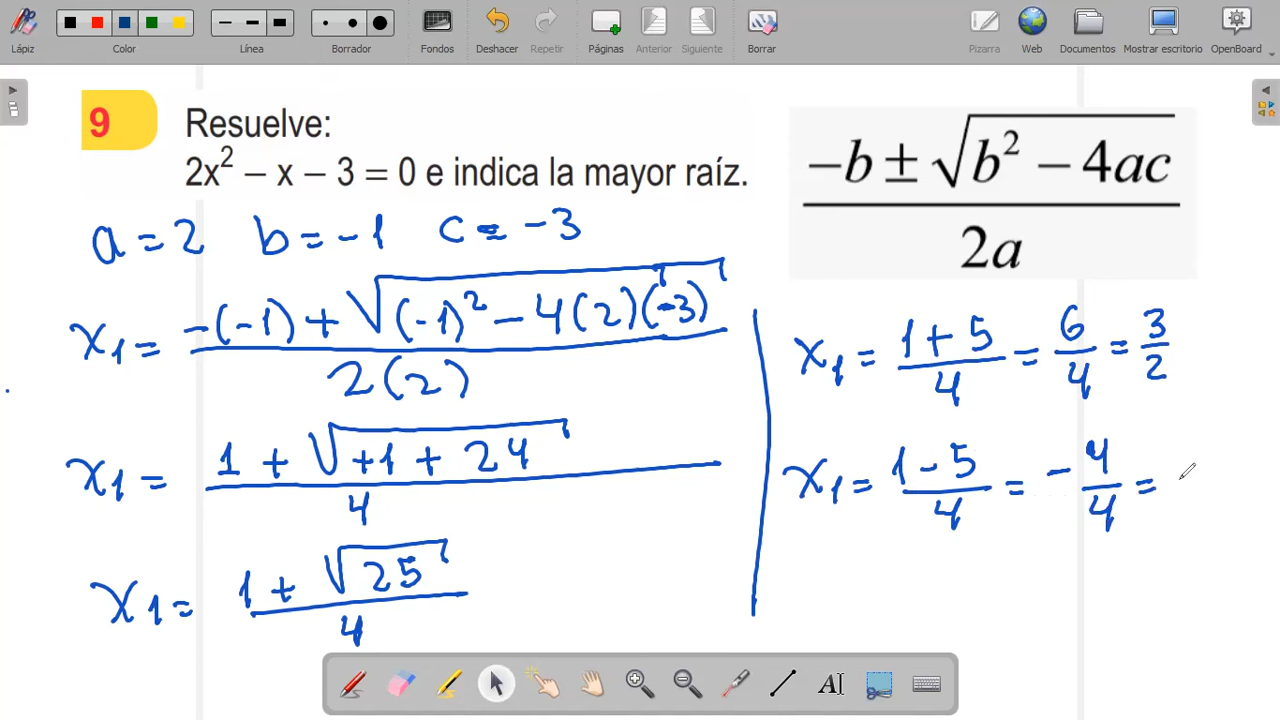 Lápiz Color Línea Borrador Fondos Deshacer Repetir Páginas Anterior Siguiente Borrar Pizarra Web Documentos Mostrar escritorio OpenBoard
9 Resuelve:
2x² – x – 3 = 0 e indica la mayor raíz.
−b ± √(b² − 4ac)
2a
a = 2 b = -1 c = -3
x₁ = -(-1) + √((-1)² - 4(2)(-3)) / 2(2)
x₁ = 1 + √(+1 + 24) / 4
x₁ = 1 + √25 / 4
x₁ = (1 + 5)/4 = 6/4 = 3/2
x₁ = (1 - 5)/4 = -4/4 =
AI